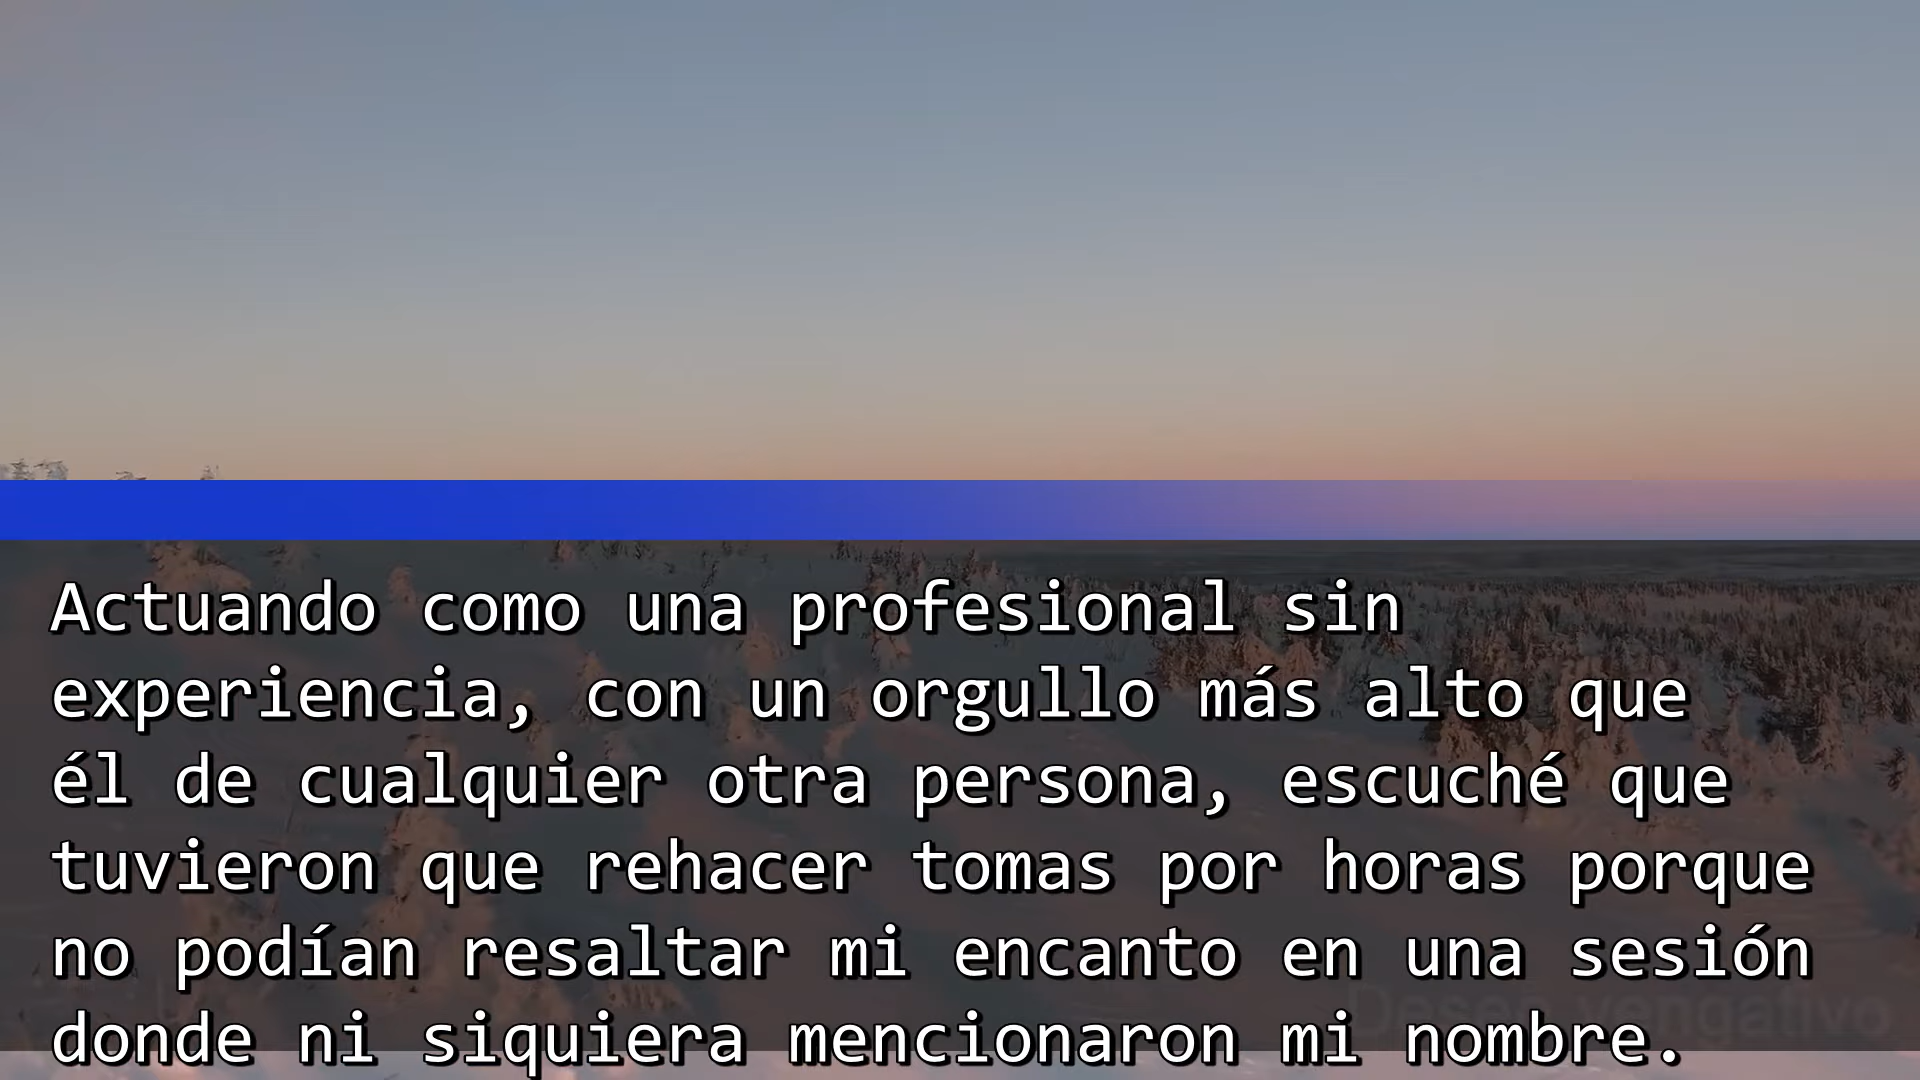 Actuando como una profesional sin
experiencia, con un orgullo más alto que
él de cualquier otra persona, escuché que
tuvieron que rehacer tomas por horas porque
no podían resaltar mi encanto en una sesión
donde ni siquiera mencionaron mi nombre.
Deseo vengativo